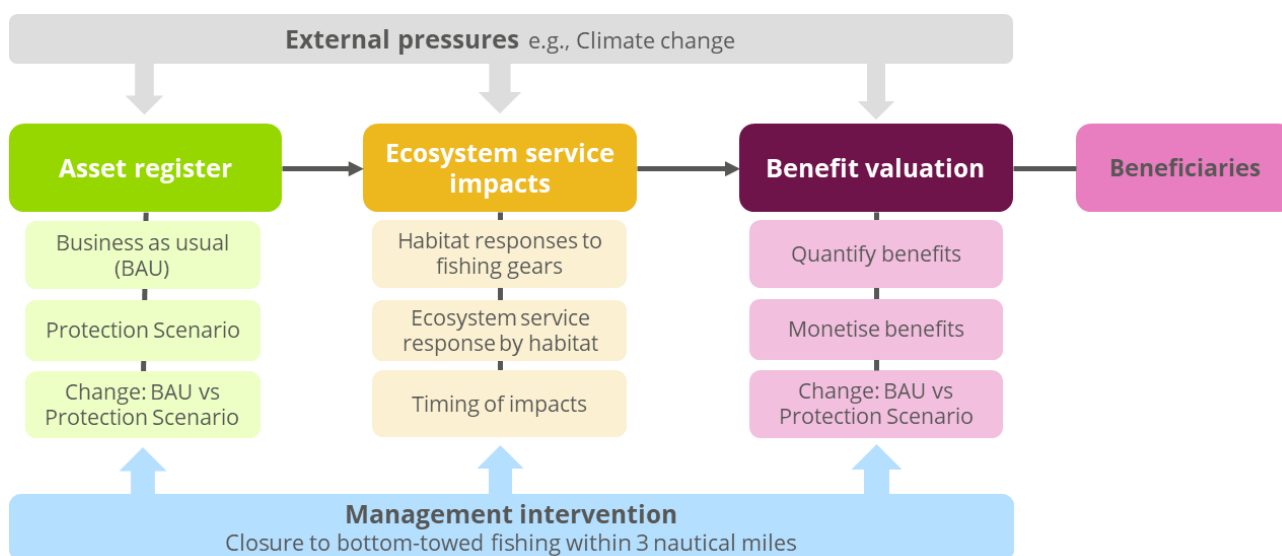 External pressures e.g., Climate change
Asset register
Ecosystem service
impacts
Benefit valuation
Beneficiaries
Business as usual
(BAU)
Protection Scenario
Change: BAU vs
Protection Scenario
Habitat responses to
fishing gears
Ecosystem service
response by habitat
Timing of impacts
Quantify benefits
Monetise benefits
Change: BAU vs
Protection Scenario
Management intervention
Closure to bottom-towed fishing within 3 nautical miles